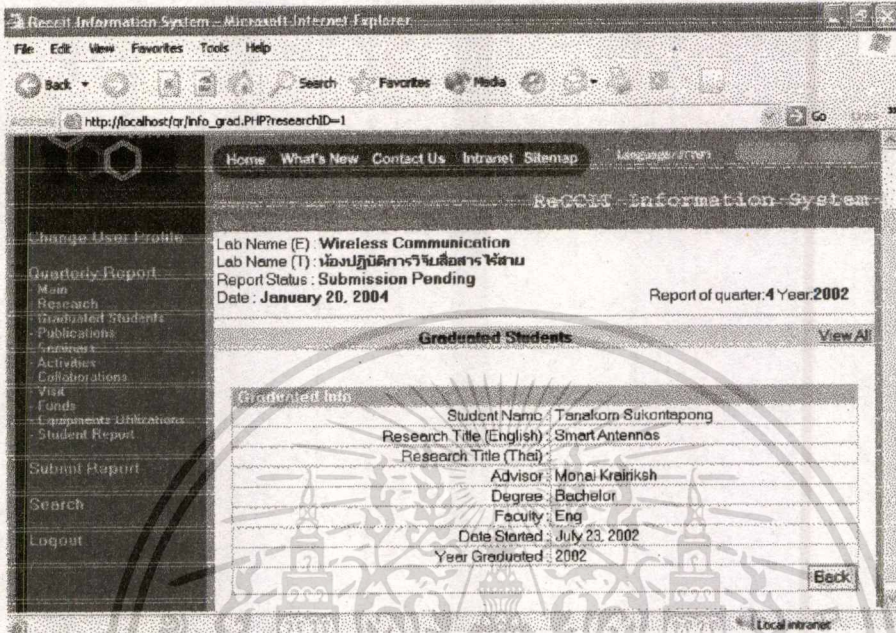 Reccit Information System - Microsoft Internet Explorer
File Edit View Favorites Tools Help
Back Search Favorites Media
http://localhost/qr/info_grad.PHP?researchID=1 Go
Home What's New Contact Us Intranet Sitemap
ReCCIT Information System
Change User Profile
Lab Name (E) : Wireless Communication
Lab Name (T) : ห้องปฏิบัติการวิจัยสื่อสารไร้สาย
Report Status : Submission Pending
Date : January 20, 2004 Report of quarter:4 Year:2002
Quarterly Report
- Main
- Research
- Graduated Students
- Publications
- Seminars
- Activities
- Collaborations
- Visit
- Funds
- Equipments Utilizations
- Student Report
Submit Report
Search
Logout
Graduated Students View All
Graduated Info
Student Name : Tanakorn Sukontapong
Research Title (English) : Smart Antennas
Research Title (Thai) :
Advisor : Monai Krairiksh
Degree : Bachelor
Faculty : Eng
Date Started : July 23, 2002
Year Graduated : 2002
Back
Local intranet